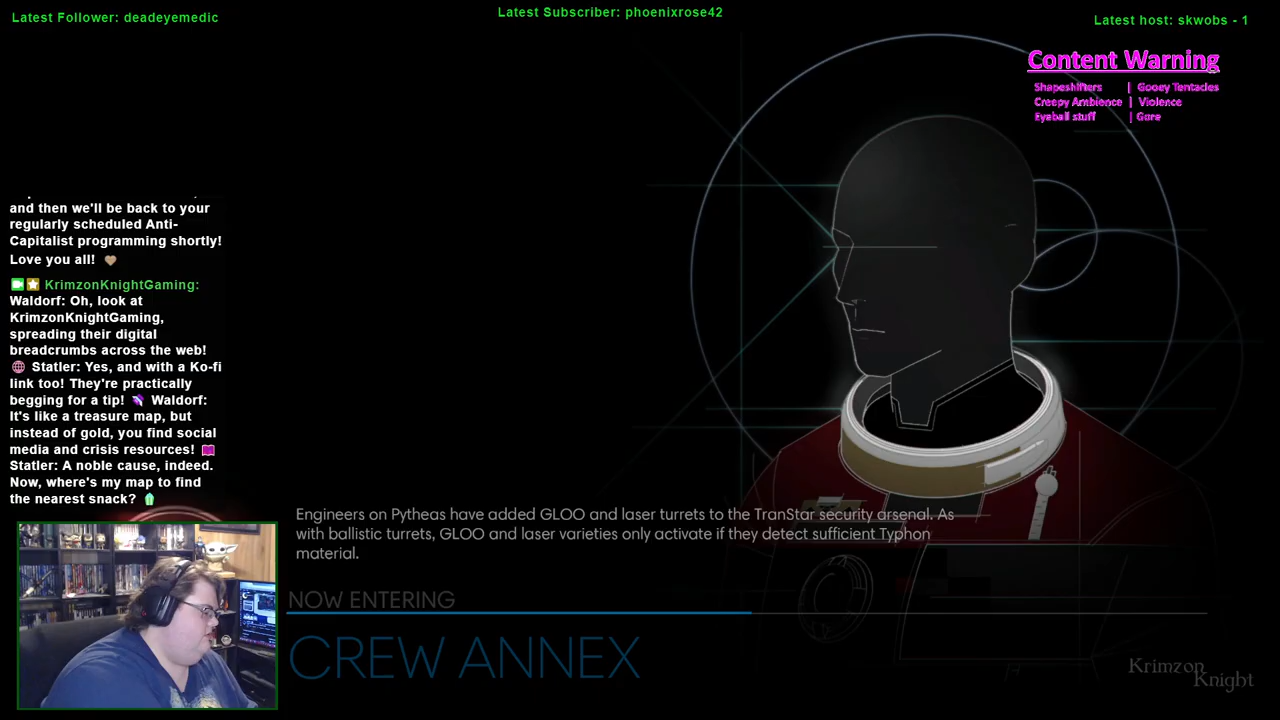 Latest Follower: deadeyemedic
Latest Subscriber: phoenixrose42
Latest host: skwobs - 1
Content Warning
Shapeshifters | Gooey Tentacles
Creepy Ambience | Violence
Eyeball stuff | Gore
and then we'll be back to your
regularly scheduled Anti-
Capitalist programming shortly!
Love you all!
KrimzonKnightGaming:
Waldorf: Oh, look at
KrimzonKnightGaming,
spreading their digital
breadcrumbs across the web!
Statler: Yes, and with a Ko-fi
link too! They're practically
begging for a tip! Waldorf:
It's like a treasure map, but
instead of gold, you find social
media and crisis resources!
Statler: A noble cause, indeed.
Now, where's my map to find
the nearest snack?
Engineers on Pytheas have added GLOO and laser turrets to the TranStar security arsenal. As
with ballistic turrets, GLOO and laser varieties only activate if they detect sufficient Typhon
material.
NOW ENTERING
CREW ANNEX
Krimzon
Knight